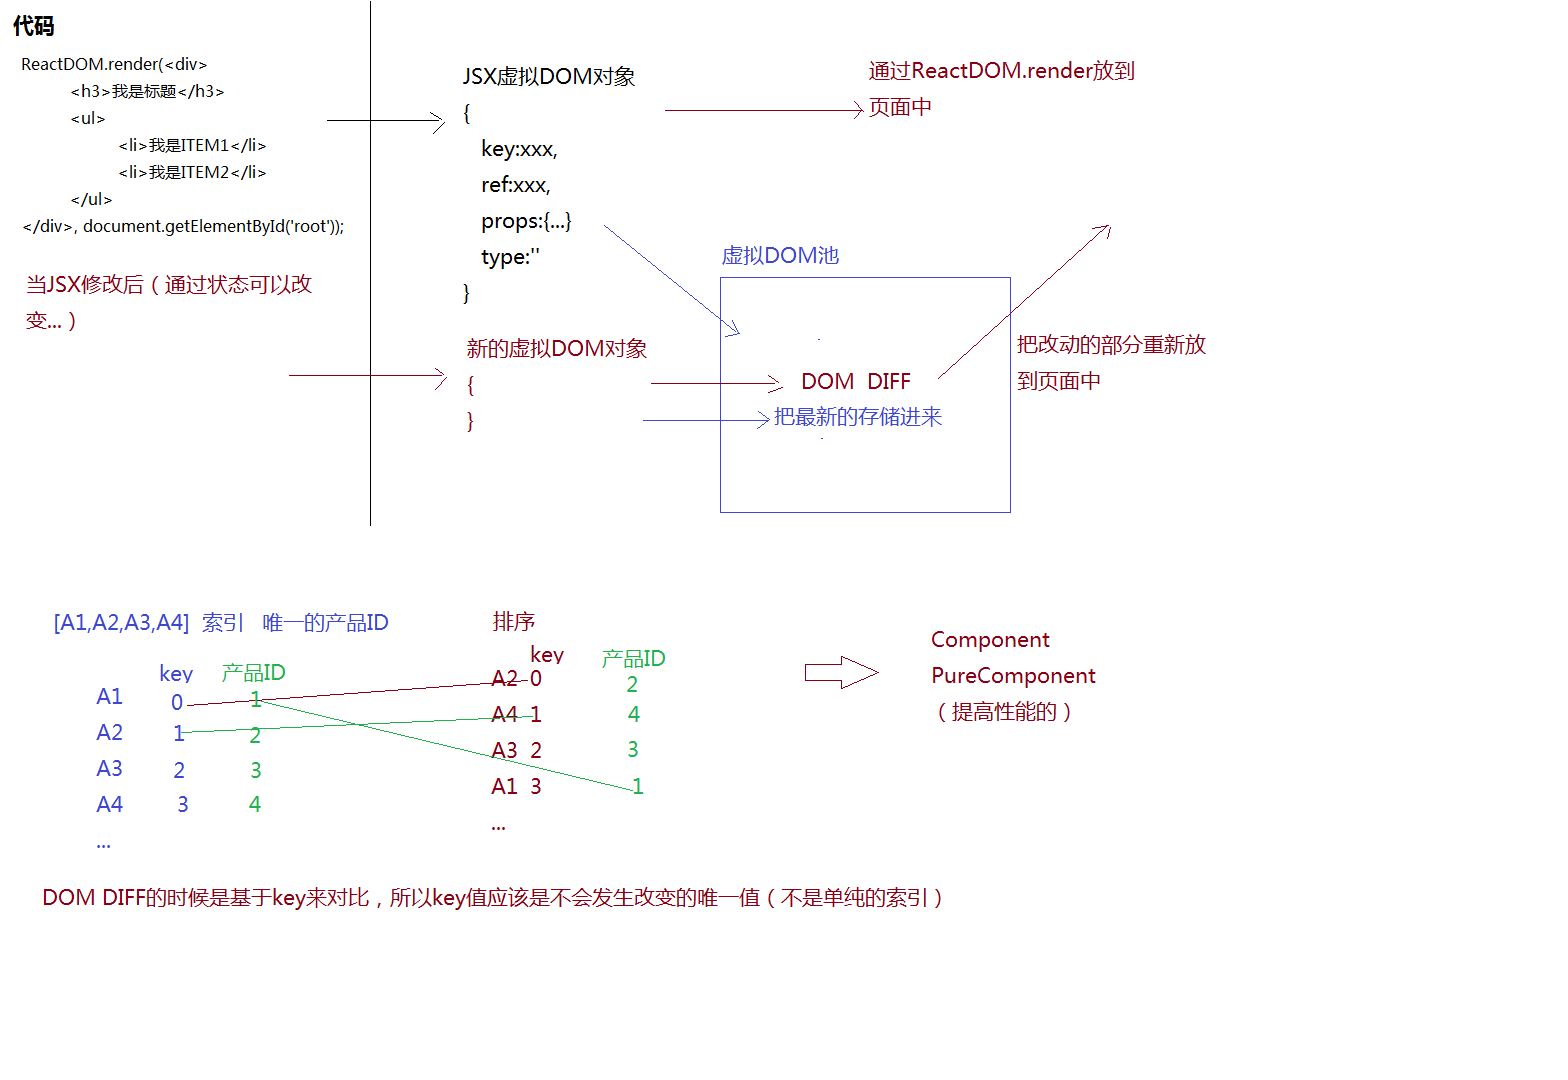 代码
ReactDOM.render(<div>
<h3>我是标题</h3>
<ul>
<li>我是ITEM1</li>
<li>我是ITEM2</li>
</ul>
</div>, document.getElementById('root'));
当JSX修改后（通过状态可以改
变...）
JSX虚拟DOM对象
{
key:xxx,
ref:xxx,
props:{...}
type:''
}
通过ReactDOM.render放到
页面中
新的虚拟DOM对象
{
}
虚拟DOM池
DOM DIFF
把最新的存储进来
把改动的部分重新放
到页面中
[A1,A2,A3,A4] 索引 唯一的产品ID
key 产品ID
A1 0 1
A2 1 2
A3 2 3
A4 3 4
...
排序
key 产品ID
A2 0 2
A4 1 4
A3 2 3
A1 3 1
...
Component
PureComponent
（提高性能的）
DOM DIFF的时候是基于key来对比，所以key值应该是不会发生改变的唯一值（不是单纯的索引）